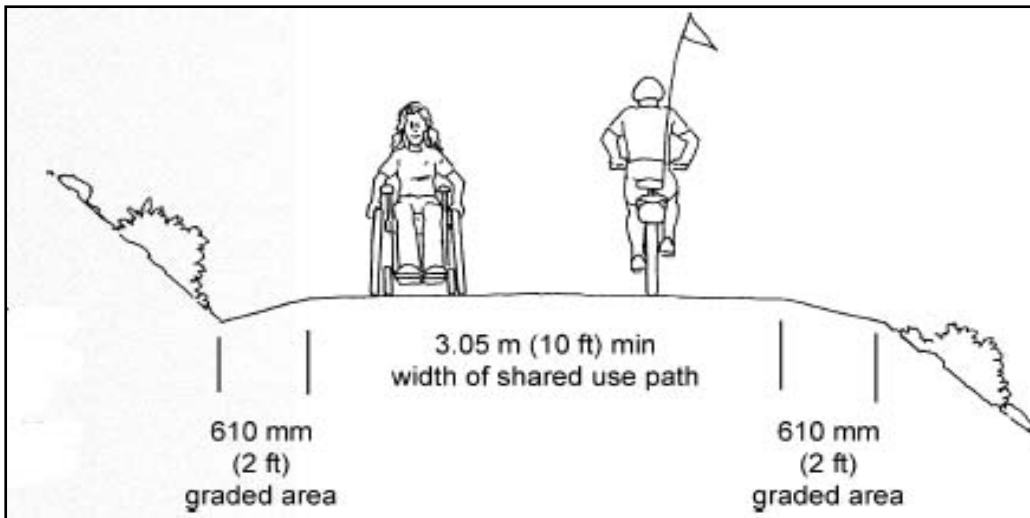 3.05 m (10 ft) min
width of shared use path
610 mm
(2 ft)
graded area
610 mm
(2 ft)
graded area